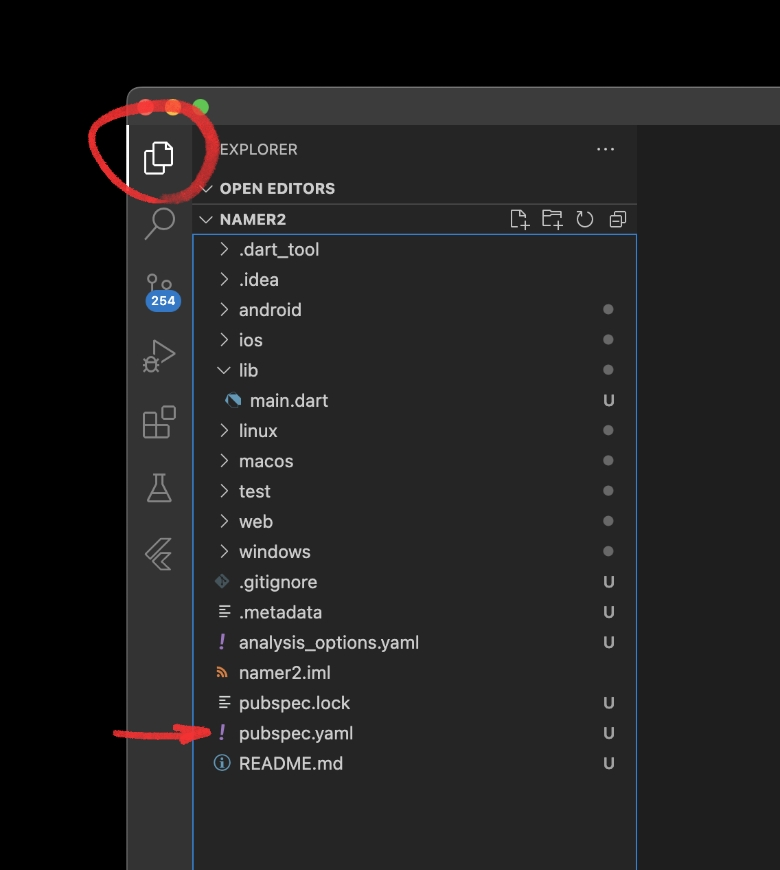 EXPLORER
OPEN EDITORS
NAMER2
.dart_tool
.idea
254
android
ios
lib
main.dart U
linux
macos
test
web
windows
.gitignore U
.metadata U
! analysis_options.yaml U
namer2.iml
pubspec.lock U
! pubspec.yaml U
README.md U